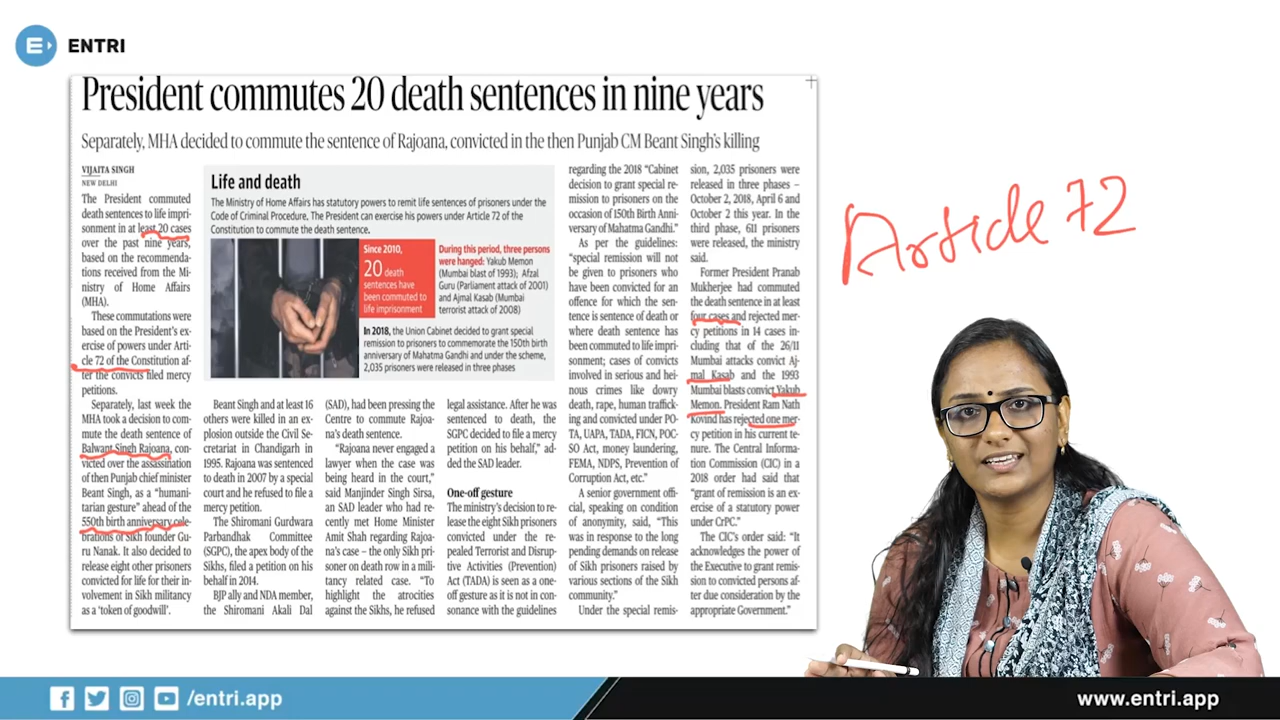 ENTRI
President commutes 20 death sentences in nine years
Separately, MHA decided to commute the sentence of Rajoana, convicted in the then Punjab CM Beant Singh's killing
VIJAITA SINGH
NEW DELHI
The President commuted
death sentences to life impri-
sonment in at least 20 cases
over the past nine years,
based on the recommenda-
tions received from the Mi-
nistry of Home Affairs
(MHA).
These commutations were
based on the President's ex-
ercise of powers under Arti-
cle 72 of the Constitution af-
ter the convicts filed mercy
petitions.
Separately, last week the
MHA took a decision to com-
mute the death sentence of
Balwant Singh Rajoana, con-
victed over the assassination
of then Punjab chief minister
Beant Singh, as a "humani-
tarian gesture" ahead of the
550th birth anniversary cele-
brations of Sikh founder Gu-
ru Nanak. It also decided to
release eight other prisoners
convicted for life for their in-
volvement in Sikh militancy
as a 'token of goodwill'.
Life and death
The Ministry of Home Affairs has statutory powers to remit life sentences of prisoners under the
Code of Criminal Procedure. The President can exercise his powers under Article 72 of the
Constitution to commute the death sentence.
Since 2010,
20 death
sentences have
been commuted to
life imprisonment
During this period, three persons
were hanged: Yakub Memon
(Mumbai blast of 1993); Afzal
Guru (Parliament attack of 2001)
and Ajmal Kasab (Mumbai
terrorist attack of 2008)
In 2018, the Union Cabinet decided to grant special
remission to prisoners to commemorate the 150th birth
anniversary of Mahatma Gandhi and under the scheme,
2,035 prisoners were released in three phases
Beant Singh and at least 16
others were killed in an ex-
plosion outside the Civil Se-
cretariat in Chandigarh in
1995. Rajoana was sentenced
to death in 2007 by a special
court and he refused to file a
mercy petition.
The Shiromani Gurdwara
Parbandhak Committee
(SGPC), the apex body of the
Sikhs, filed a petition on his
behalf in 2014.
BJP ally and NDA member,
the Shiromani Akali Dal
(SAD), had been pressing the
Centre to commute Rajoa-
na's death sentence.
"Rajoana never engaged a
lawyer when the case was
being heard in the court,"
said Manjinder Singh Sirsa,
an SAD leader who had re-
cently met Home Minister
Amit Shah regarding Rajoa-
na's case – the only Sikh pri-
soner on death row in a mili-
tancy related case. "To
highlight the atrocities
against the Sikhs, he refused
legal assistance. After he was
sentenced to death, the
SGPC decided to file a mercy
petition on his behalf," ad-
ded the SAD leader.
One-off gesture
The ministry's decision to re-
lease the eight Sikh prisoners
convicted under the re-
pealed Terrorist and Disrup-
tive Activities (Prevention)
Act (TADA) is seen as a one-
off gesture as it is not in con-
sonance with the guidelines
regarding the 2018 "Cabinet
decision to grant special re-
mission to prisoners on the
occasion of 150th Birth Anni-
versary of Mahatma Gandhi."
As per the guidelines:
"special remission will not
be given to prisoners who
have been convicted for an
offence for which the sen-
tence is sentence of death or
where death sentence has
been commuted to life impri-
sonment; cases of convicts
involved in serious and hei-
nous crimes like dowry
death, rape, human traffick-
ing and convicted under PO-
TA, UAPA, TADA, FICN, POC-
SO Act, money laundering,
FEMA, NDPS, Prevention of
Corruption Act, etc."
A senior government offi-
cial, speaking on condition
of anonymity, said, "This
was in response to the long
pending demands on release
of Sikh prisoners raised by
various sections of the Sikh
community."
Under the special remis-
sion, 2,035 prisoners were
released in three phases –
October 2, 2018, April 6 and
October 2 this year. In the
third phase, 611 prisoners
were released, the ministry
said.
Former President Pranab
Mukherjee had commuted
the death sentence in at least
four cases and rejected mer-
cy petitions in 14 cases in-
cluding that of the 26/11
Mumbai attacks convict Aj-
mal Kasab and the 1993
Mumbai blasts convict Yakub
Memon. President Ram Nath
Kovind has rejected one mer-
cy petition in his current te-
nure. The Central Informa-
tion Commission (CIC) in a
2018 order had said that
"grant of remission is an ex-
ercise of a statutory power
under CrPC."
The CIC's order said: "It
acknowledges the power of
the Executive to grant remis-
sion to convicted persons af-
ter due consideration by the
appropriate Government."
Article 72
/entri.app
www.entri.app